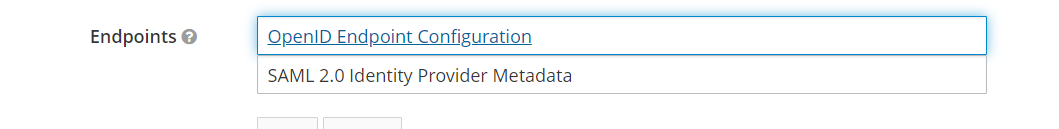 Endpoints
OpenID Endpoint Configuration
SAML 2.0 Identity Provider Metadata